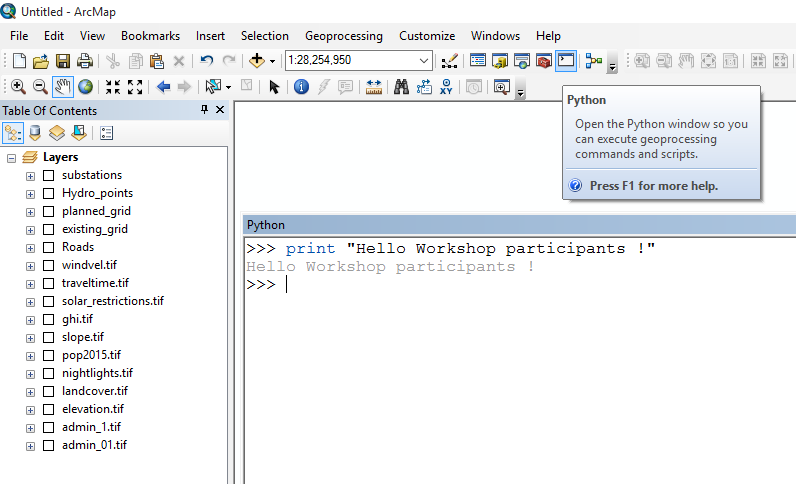 Untitled - ArcMap
File Edit View Bookmarks Insert Selection Geoprocessing Customize Windows Help
1:28,254,950
XY
Python
Open the Python window so you
can execute geoprocessing
commands and scripts.
Press F1 for more help.
Table Of Contents
Layers
substations
Hydro_points
planned_grid
existing_grid
Roads
windvel.tif
traveltime.tif
solar_restrictions.tif
ghi.tif
slope.tif
pop2015.tif
nightlights.tif
landcover.tif
elevation.tif
admin_1.tif
admin_01.tif
Python
>>> print "Hello Workshop participants !"
Hello Workshop participants !
>>>